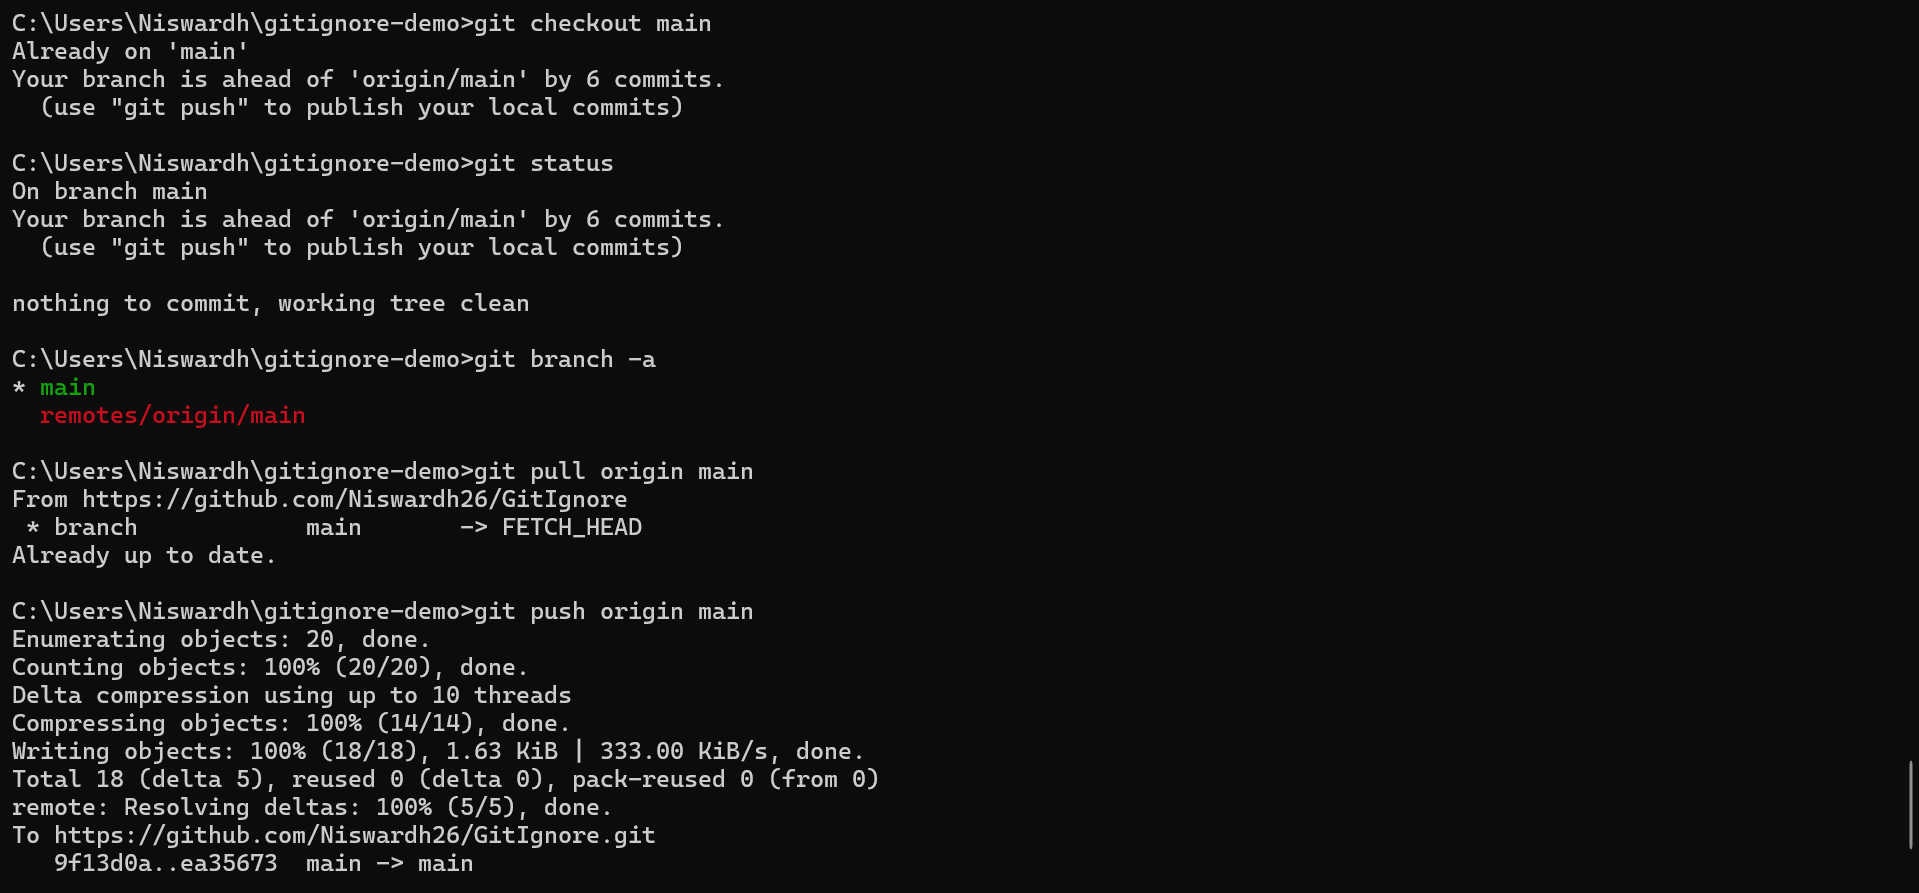 C:\Users\Niswardh\gitignore-demo>git checkout main
Already on 'main'
Your branch is ahead of 'origin/main' by 6 commits.
  (use "git push" to publish your local commits)

C:\Users\Niswardh\gitignore-demo>git status
On branch main
Your branch is ahead of 'origin/main' by 6 commits.
  (use "git push" to publish your local commits)

nothing to commit, working tree clean

C:\Users\Niswardh\gitignore-demo>git branch -a
* main
  remotes/origin/main

C:\Users\Niswardh\gitignore-demo>git pull origin main
From https://github.com/Niswardh26/GitIgnore
 * branch            main       -> FETCH_HEAD
Already up to date.

C:\Users\Niswardh\gitignore-demo>git push origin main
Enumerating objects: 20, done.
Counting objects: 100% (20/20), done.
Delta compression using up to 10 threads
Compressing objects: 100% (14/14), done.
Writing objects: 100% (18/18), 1.63 KiB | 333.00 KiB/s, done.
Total 18 (delta 5), reused 0 (delta 0), pack-reused 0 (from 0)
remote: Resolving deltas: 100% (5/5), done.
To https://github.com/Niswardh26/GitIgnore.git
   9f13d0a..ea35673  main -> main